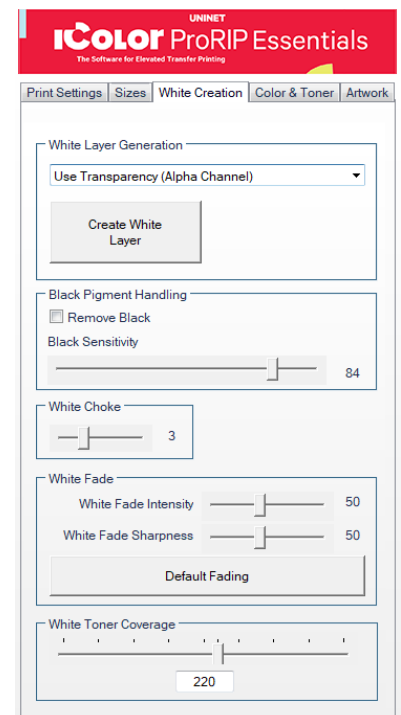 UNINET
IColor ProRIP Essentials
The Software for Elevated Transfer Printing
Print Settings Sizes White Creation Color & Toner Artwork
White Layer Generation
Use Transparency (Alpha Channel)
Create White
Layer
Black Pigment Handling
Remove Black
Black Sensitivity
84
White Choke
3
White Fade
White Fade Intensity 50
White Fade Sharpness 50
Default Fading
White Toner Coverage
220